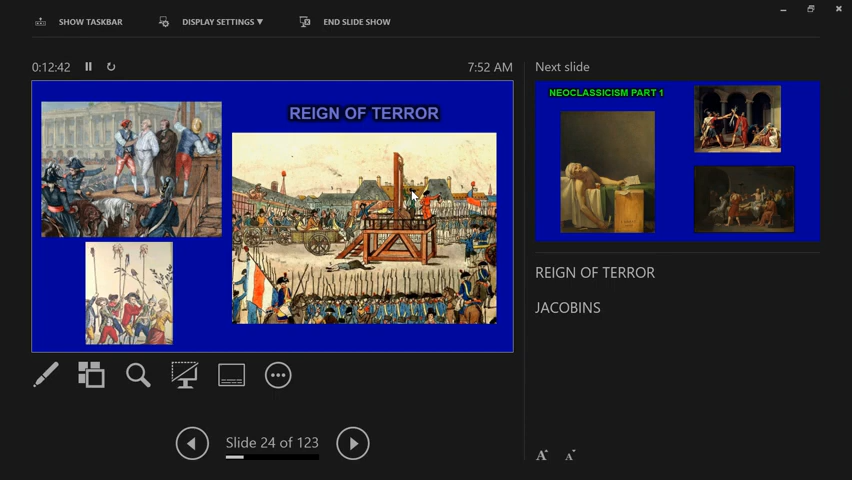 SHOW TASKBAR
DISPLAY SETTINGS ▼
END SLIDE SHOW
0:12:42
7:52 AM
REIGN OF TERROR
Slide 24 of 123
Next slide
NEOCLASSICISM PART 1
REIGN OF TERROR
JACOBINS
A
A